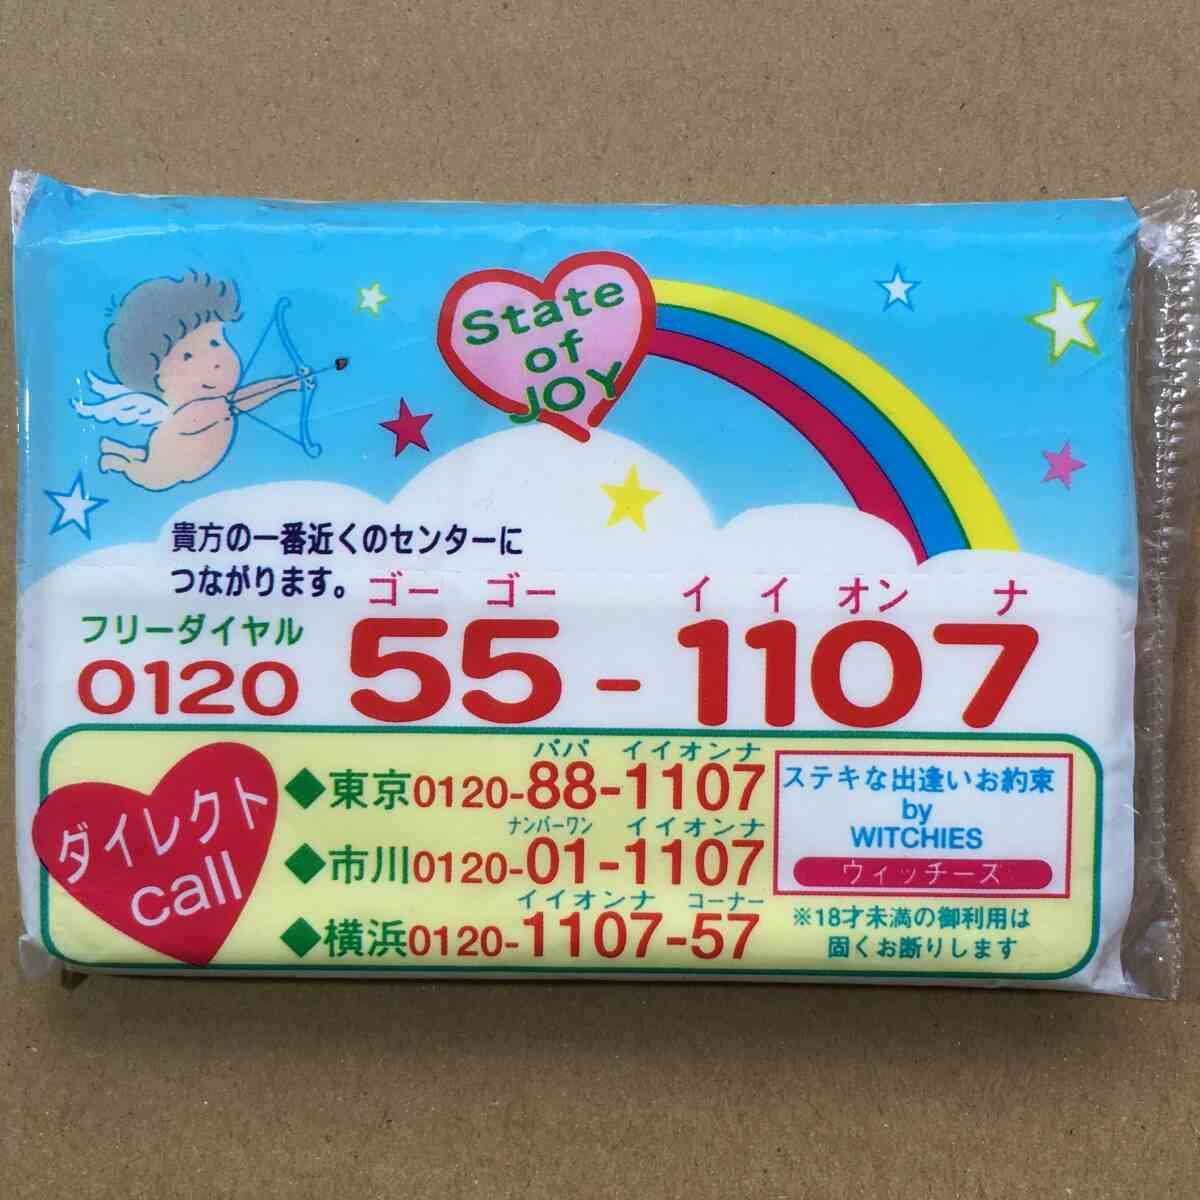 State
of
JOY
貴方の一番近くのセンターに
つながります。
ゴー ゴー イ イ オン ナ
フリーダイヤル
0120 55-1107
ダイレクト
call
パパ イイオンナ
◆東京0120-88-1107
ナンバーワン イイオンナ
◆市川0120-01-1107
イイオンナ コーナー
◆横浜0120-1107-57
ステキな出逢いお約束
by
WITCHIES
ウィッチーズ
※18才未満の御利用は
固くお断りします